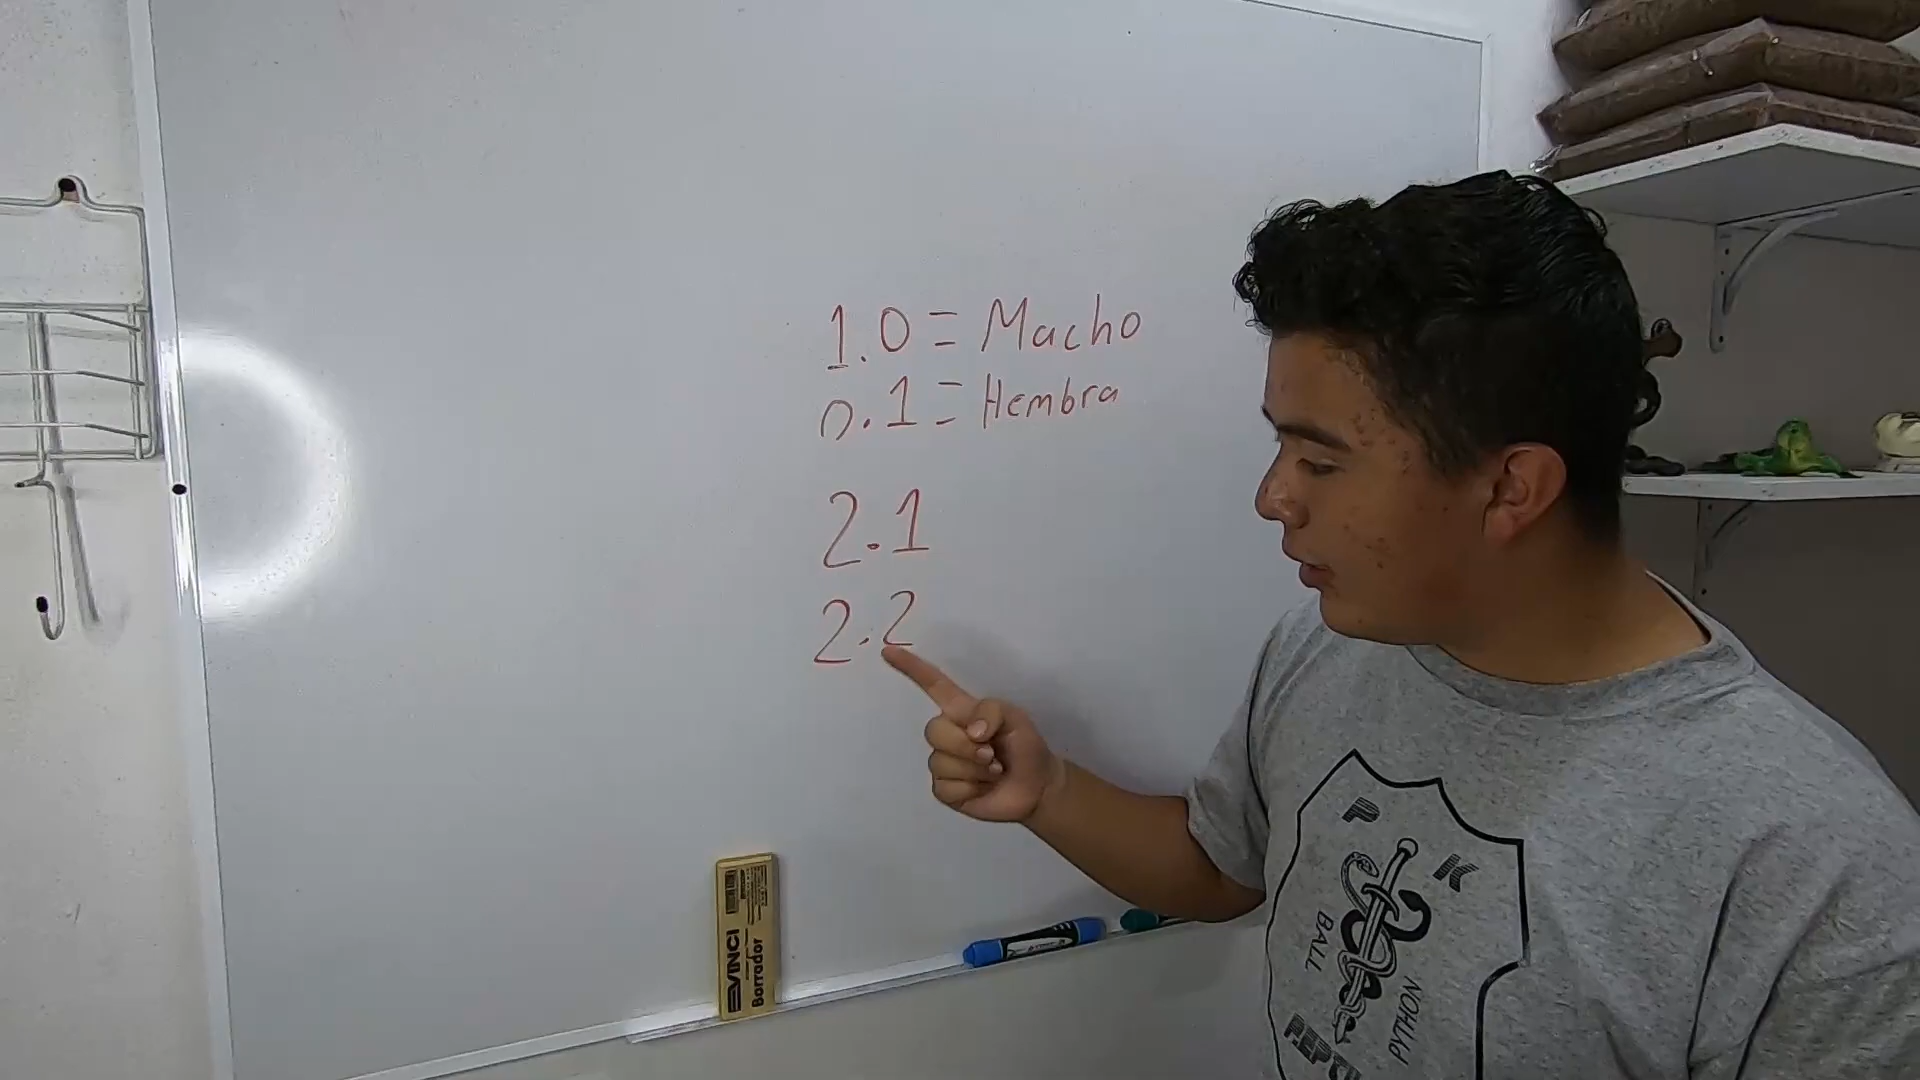 1.0 = Macho
0.1 = Hembra
2.1
2.2
VINCI
Borrador
P K
BALL PYTHON